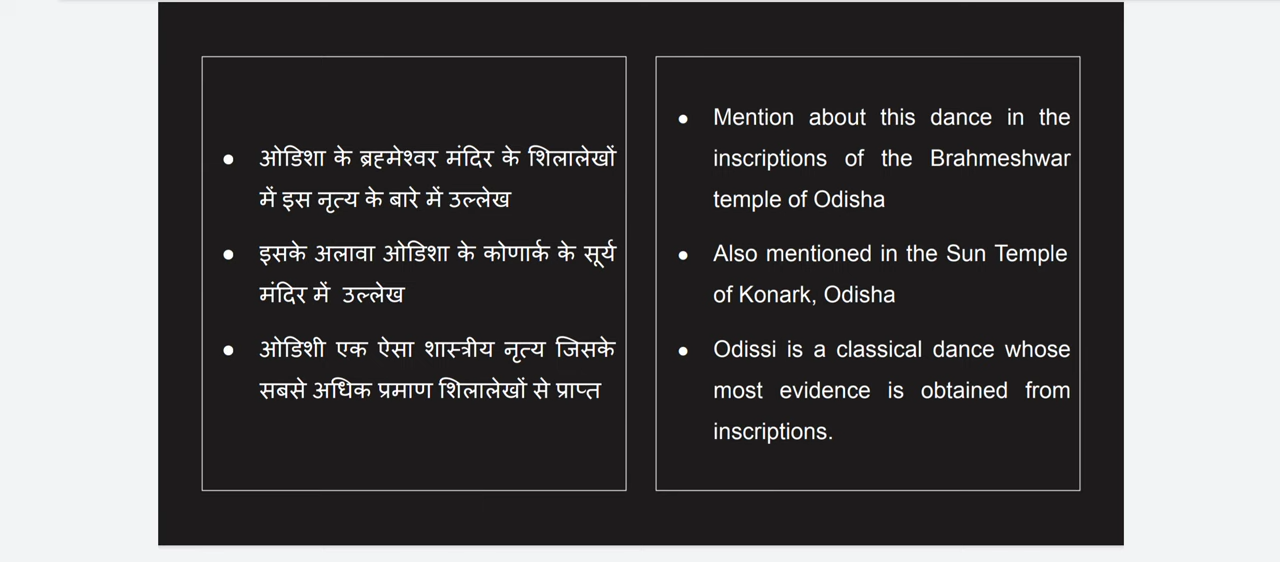 ● ओडिशा के ब्रह्मेश्वर मंदिर के शिलालेखों
में इस नृत्य के बारे में उल्लेख
● इसके अलावा ओडिशा के कोणार्क के सूर्य
मंदिर में उल्लेख
● ओडिशी एक ऐसा शास्त्रीय नृत्य जिसके
सबसे अधिक प्रमाण शिलालेखों से प्राप्त
● Mention about this dance in the
inscriptions of the Brahmeshwar
temple of Odisha
● Also mentioned in the Sun Temple
of Konark, Odisha
● Odissi is a classical dance whose
most evidence is obtained from
inscriptions.